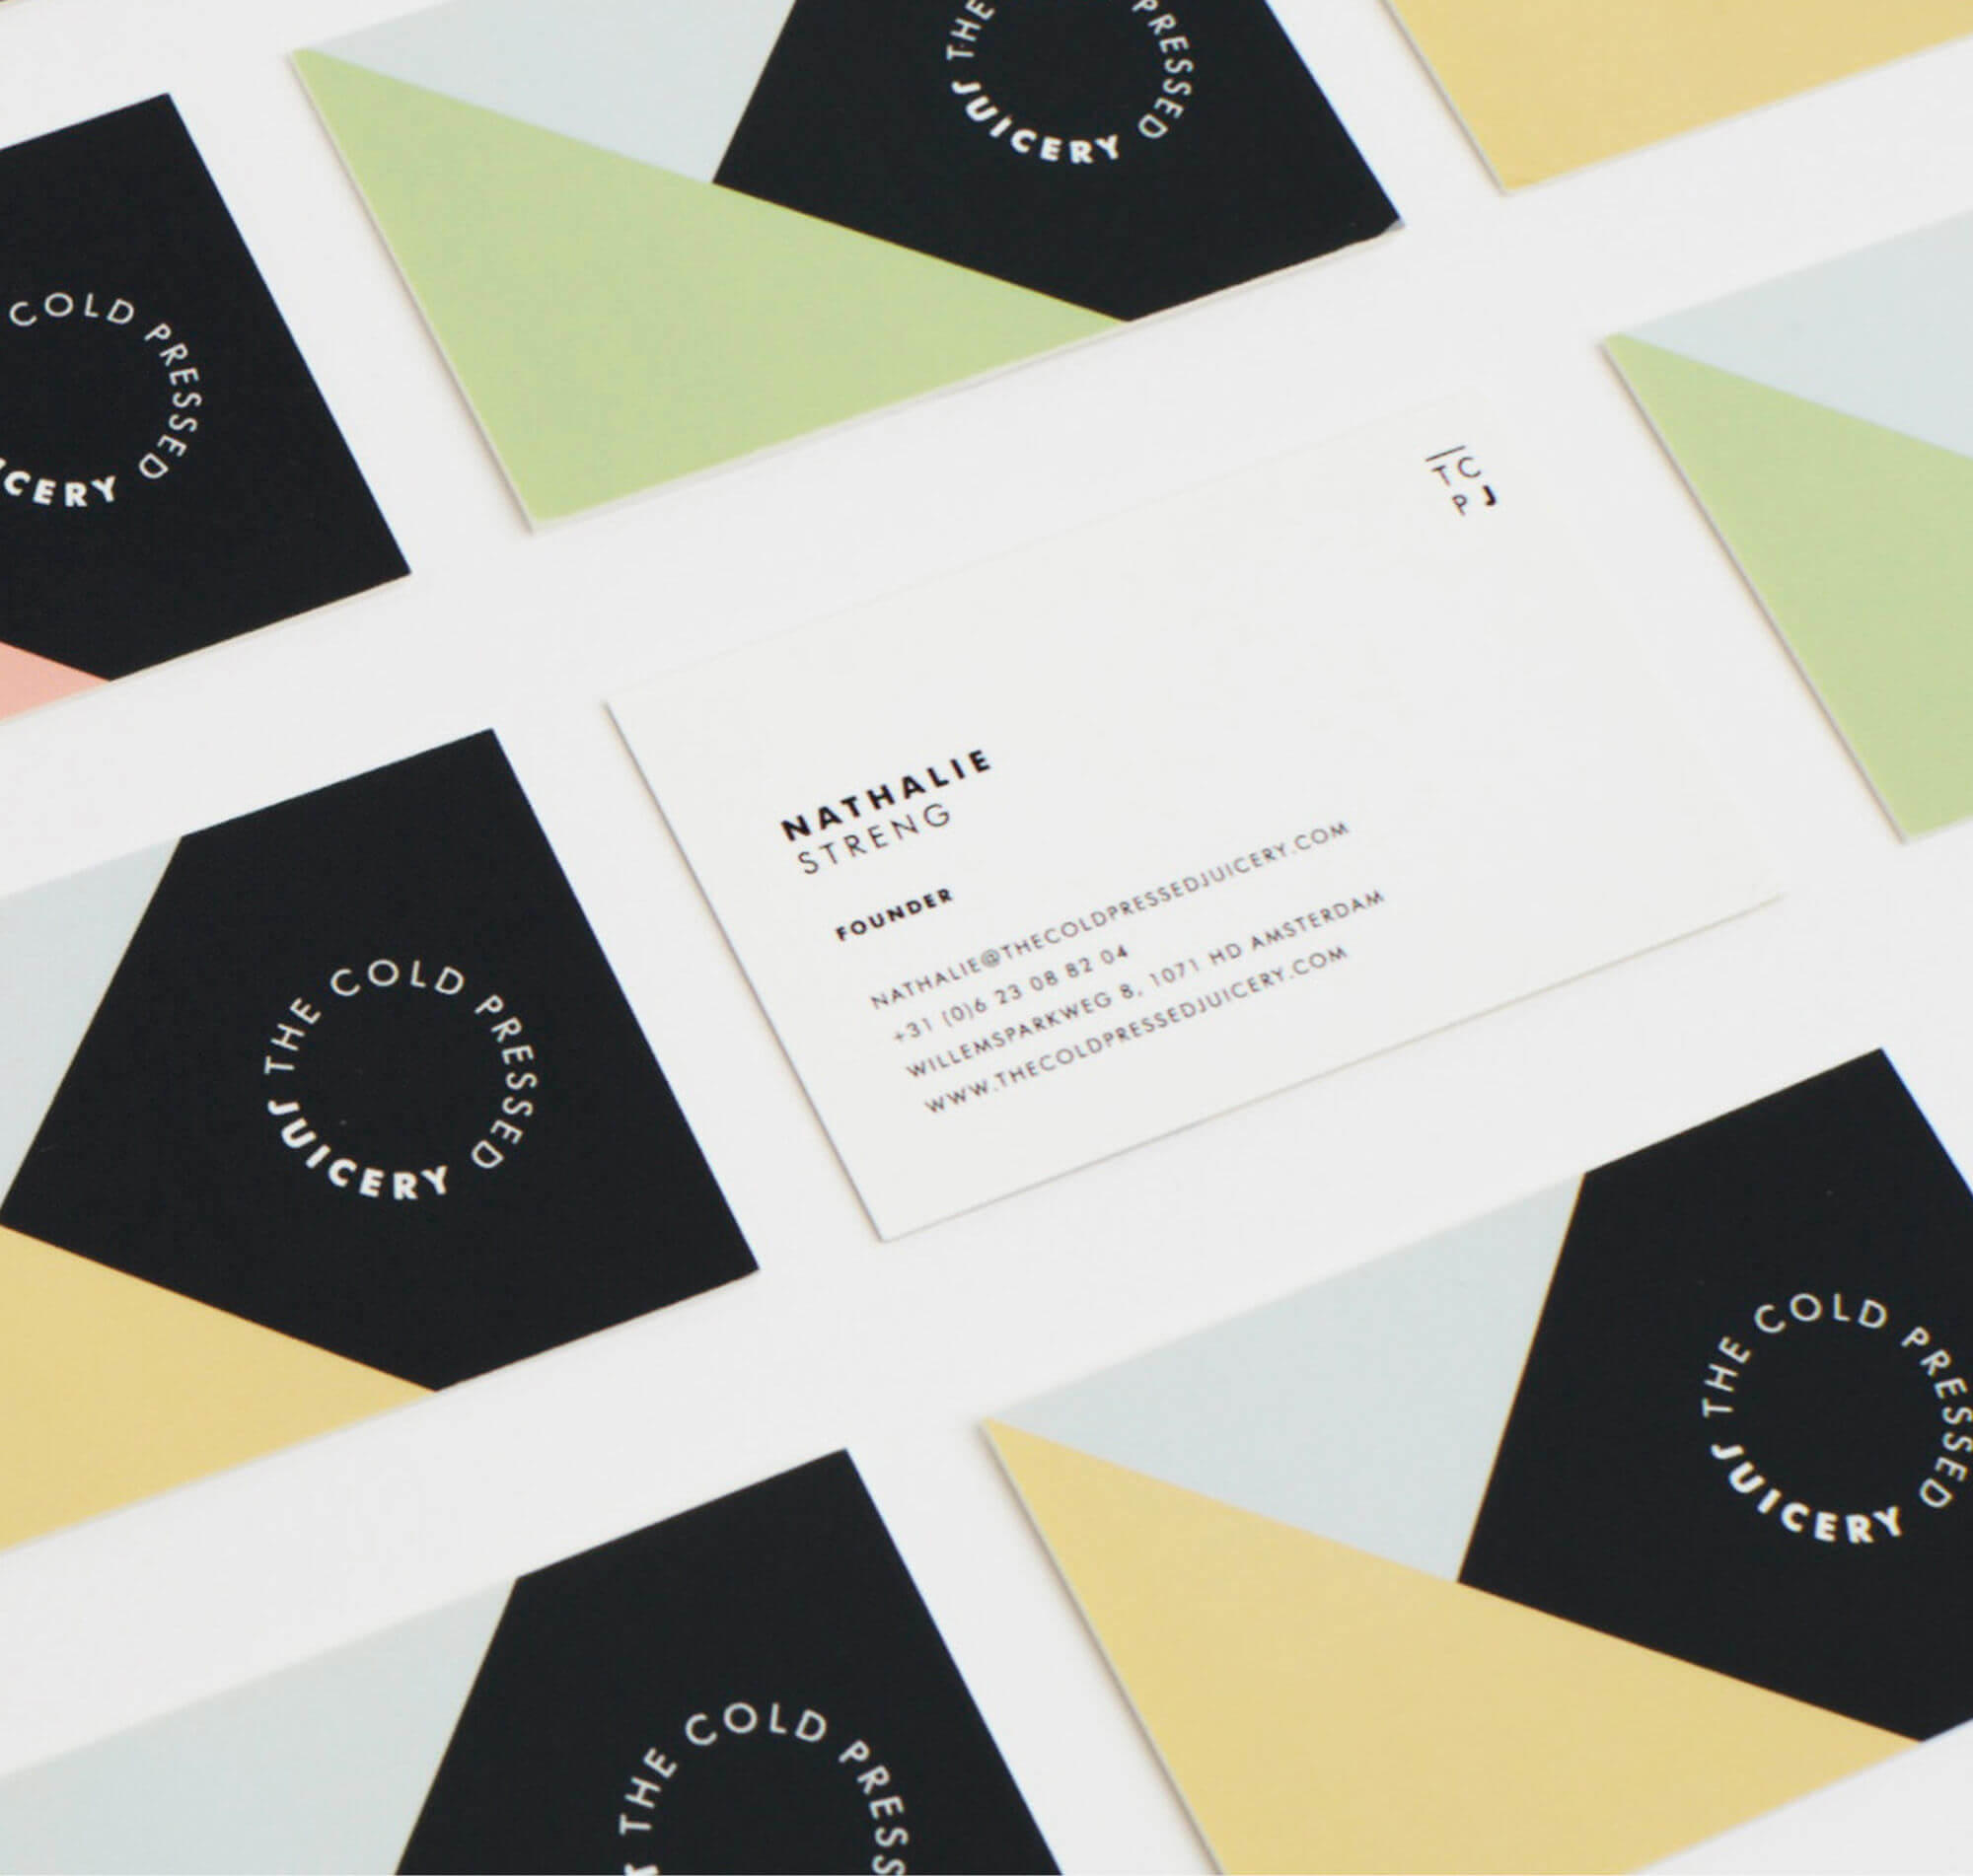 THE PRESSED JUICERY
COLD PRESSED
CERY
TC
PJ
NATHALIE
STRENG
FOUNDER
NATHALIE@THECOLDPRESSEDJUICERY.COM
+31 (0)6 23 08 82 04
WILLEMSPARKWEG 8, 1071 HD AMSTERDAM
WWW.THECOLDPRESSEDJUICERY.COM
THE COLD PRESSED JUICERY
THE COLD PRESSED JUICERY
THE COLD PRESS